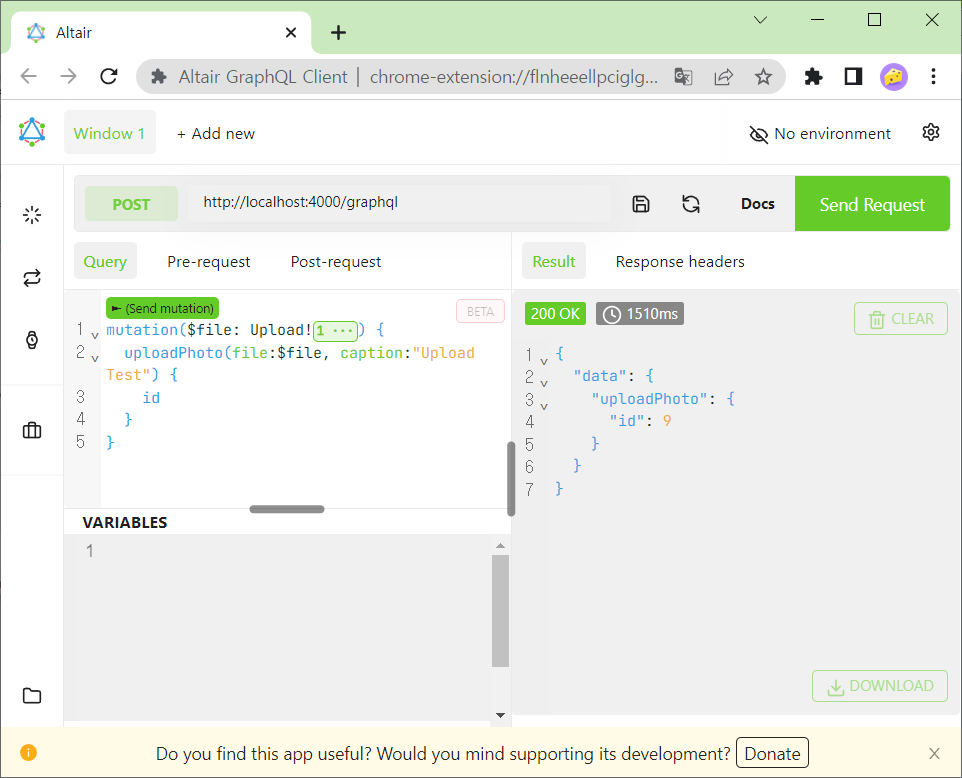 Altair
Altair GraphQL Client | chrome-extension://flnheeellpciglg...
Window 1
+ Add new
No environment
POST
http://localhost:4000/graphql
Docs
Send Request
Query
Pre-request
Post-request
Result
Response headers
(Send mutation)
BETA
1 mutation($file: Upload!1 ···) {
2 uploadPhoto(file:$file, caption:"Upload
Test") {
3 id
4 }
5 }
VARIABLES
1
200 OK
1510ms
CLEAR
1 {
2 "data": {
3 "uploadPhoto": {
4 "id": 9
5 }
6 }
7 }
DOWNLOAD
Do you find this app useful? Would you mind supporting its development?
Donate